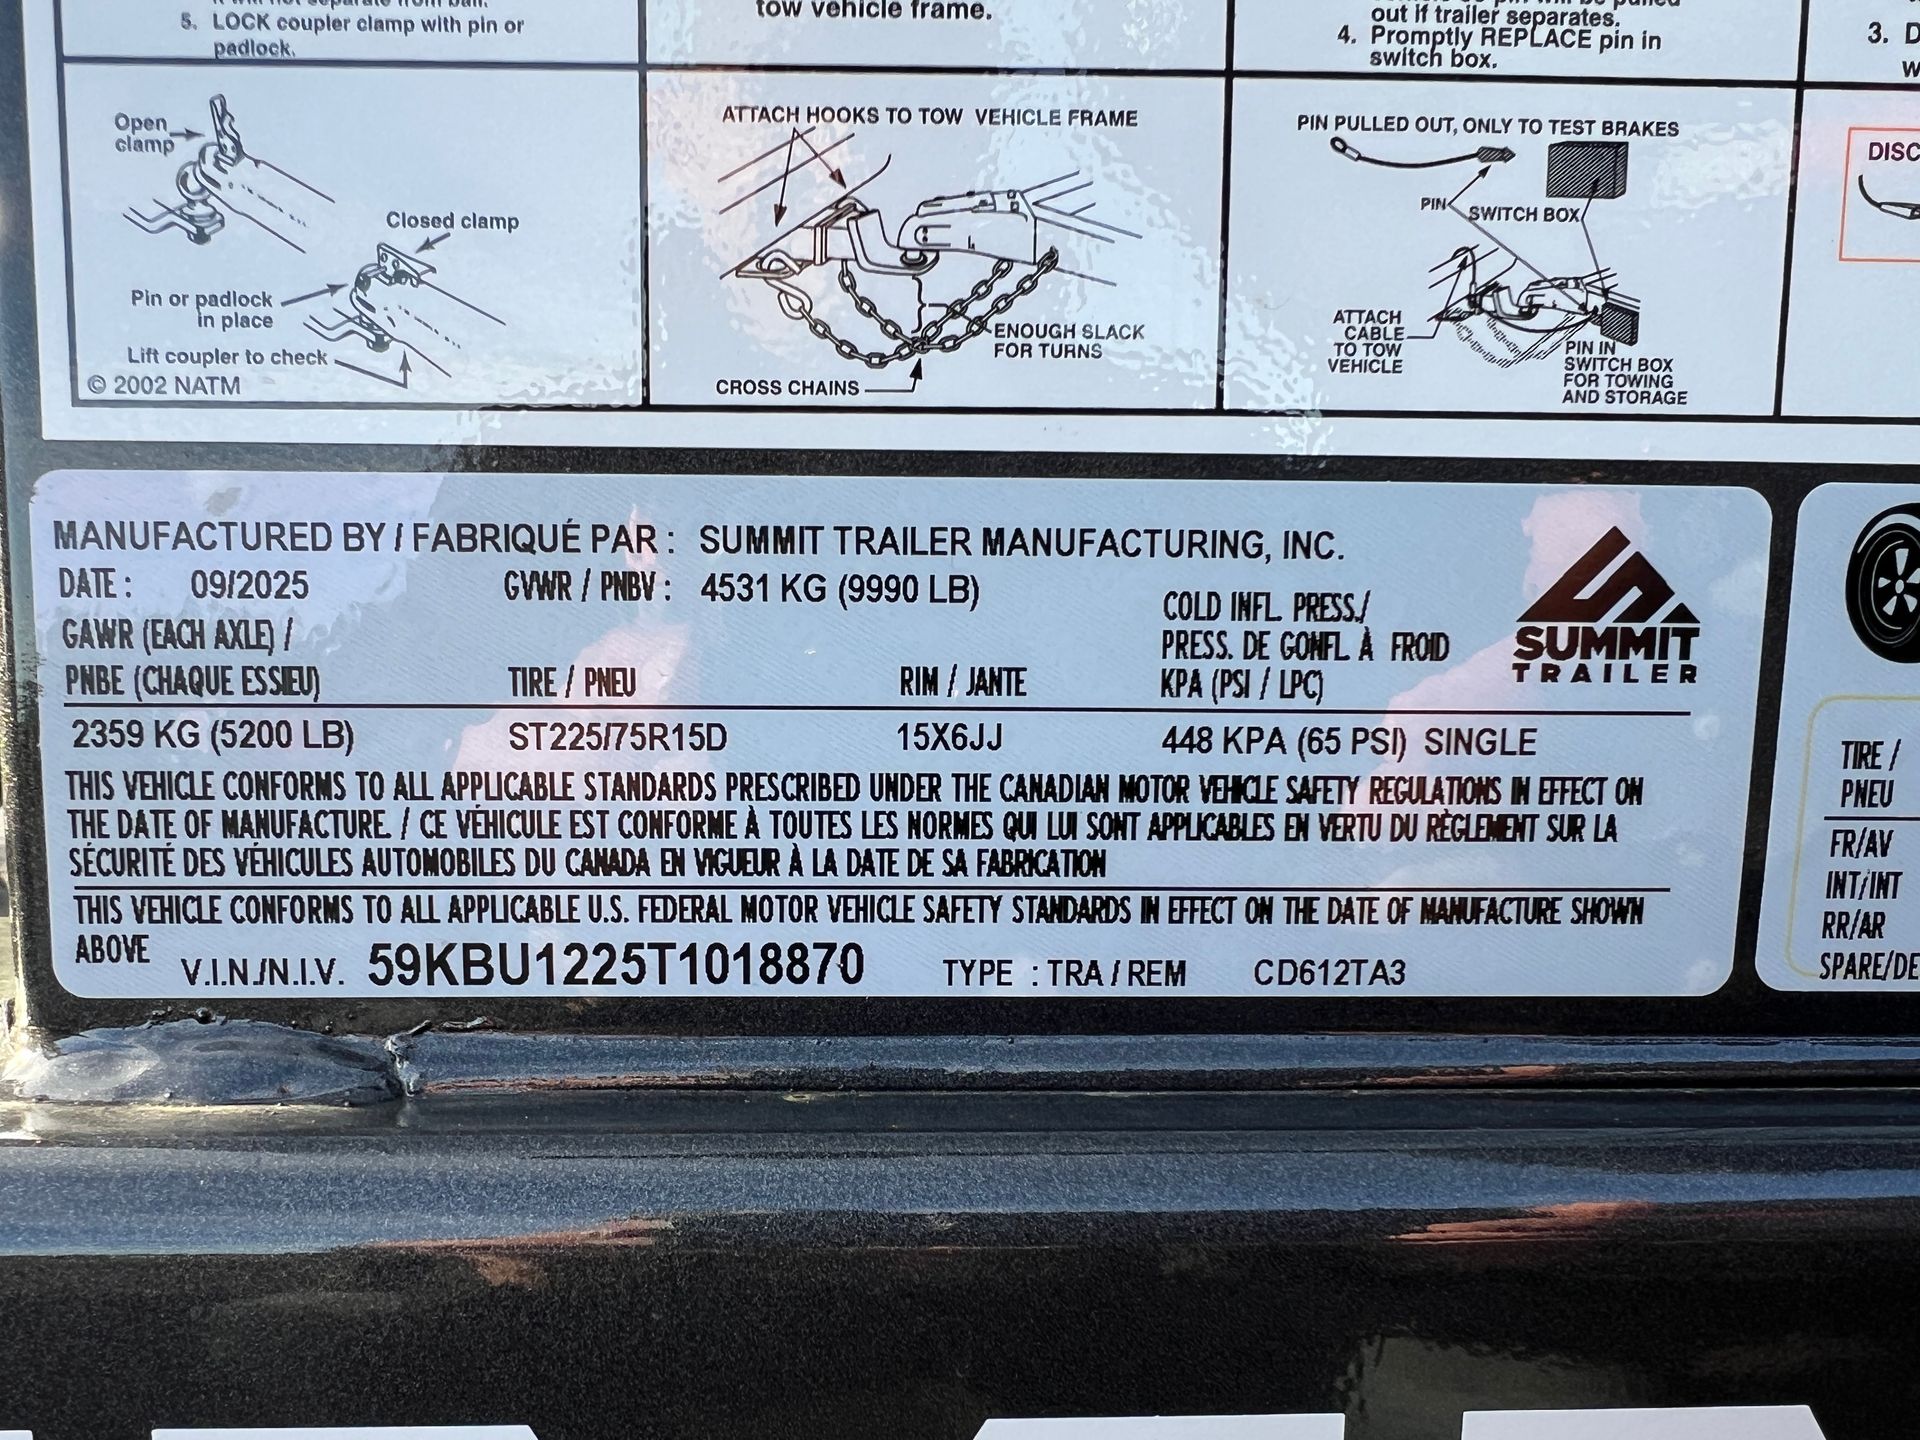 5. LOCK coupler clamp with pin or
padlock.
tow vehicle frame.
out if trailer separates.
4. Promptly REPLACE pin in
switch box.
3.
Open
clamp
Closed clamp
Pin or padlock
in place
Lift coupler to check
© 2002 NATM
ATTACH HOOKS TO TOW VEHICLE FRAME
ENOUGH SLACK
FOR TURNS
CROSS CHAINS
PIN PULLED OUT, ONLY TO TEST BRAKES
PIN
SWITCH BOX
ATTACH
CABLE
TO TOW
VEHICLE
PIN IN
SWITCH BOX
FOR TOWING
AND STORAGE
DISC
MANUFACTURED BY / FABRIQUÉ PAR : SUMMIT TRAILER MANUFACTURING, INC.
DATE : 09/2025 GVWR / PNBV : 4531 KG (9990 LB)
GAWR (EACH AXLE) /
PNBE (CHAQUE ESSIEU)
TIRE / PNEU
RIM / JANTE
COLD INFL. PRESS./
PRESS. DE GONFL. À FROID
KPA (PSI / LPC)
SUMMIT
TRAILER
2359 KG (5200 LB) ST225/75R15D 15X6JJ 448 KPA (65 PSI) SINGLE
THIS VEHICLE CONFORMS TO ALL APPLICABLE STANDARDS PRESCRIBED UNDER THE CANADIAN MOTOR VEHICLE SAFETY REGULATIONS IN EFFECT ON
THE DATE OF MANUFACTURE. / CE VÉHICULE EST CONFORME À TOUTES LES NORMES QUI LUI SONT APPLICABLES EN VERTU DU RÈGLEMENT SUR LA
SÉCURITÉ DES VÉHICULES AUTOMOBILES DU CANADA EN VIGUEUR À LA DATE DE SA FABRICATION
THIS VEHICLE CONFORMS TO ALL APPLICABLE U.S. FEDERAL MOTOR VEHICLE SAFETY STANDARDS IN EFFECT ON THE DATE OF MANUFACTURE SHOWN
ABOVE
V.I.N./N.I.V. 59KBU1225T1018870 TYPE : TRA / REM CD612TA3
TIRE /
PNEU
FR/AV
INT/INT
RR/AR
SPARE/DE